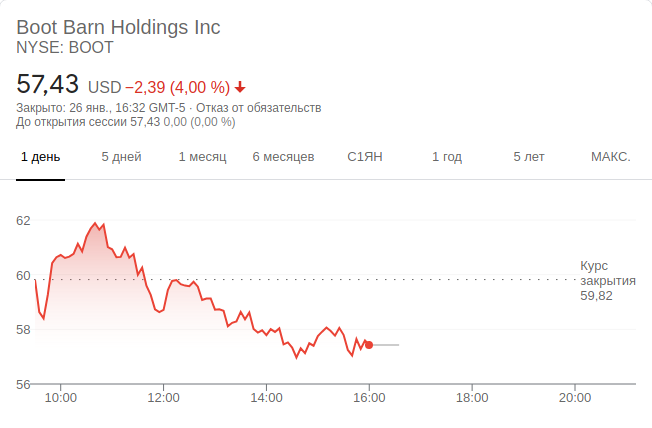 Boot Barn Holdings Inc
NYSE: BOOT
57,43 USD −2,39 (4,00 %)
Закрыто: 26 янв., 16:32 GMT-5 · Отказ от обязательств
До открытия сессии 57,43 0,00 (0,00 %)
1 день 5 дней 1 месяц 6 месяцев С1ЯН 1 год 5 лет МАКС.
62
60
58
56
Курс
закрытия
59,82
10:00 12:00 14:00 16:00 18:00 20:00